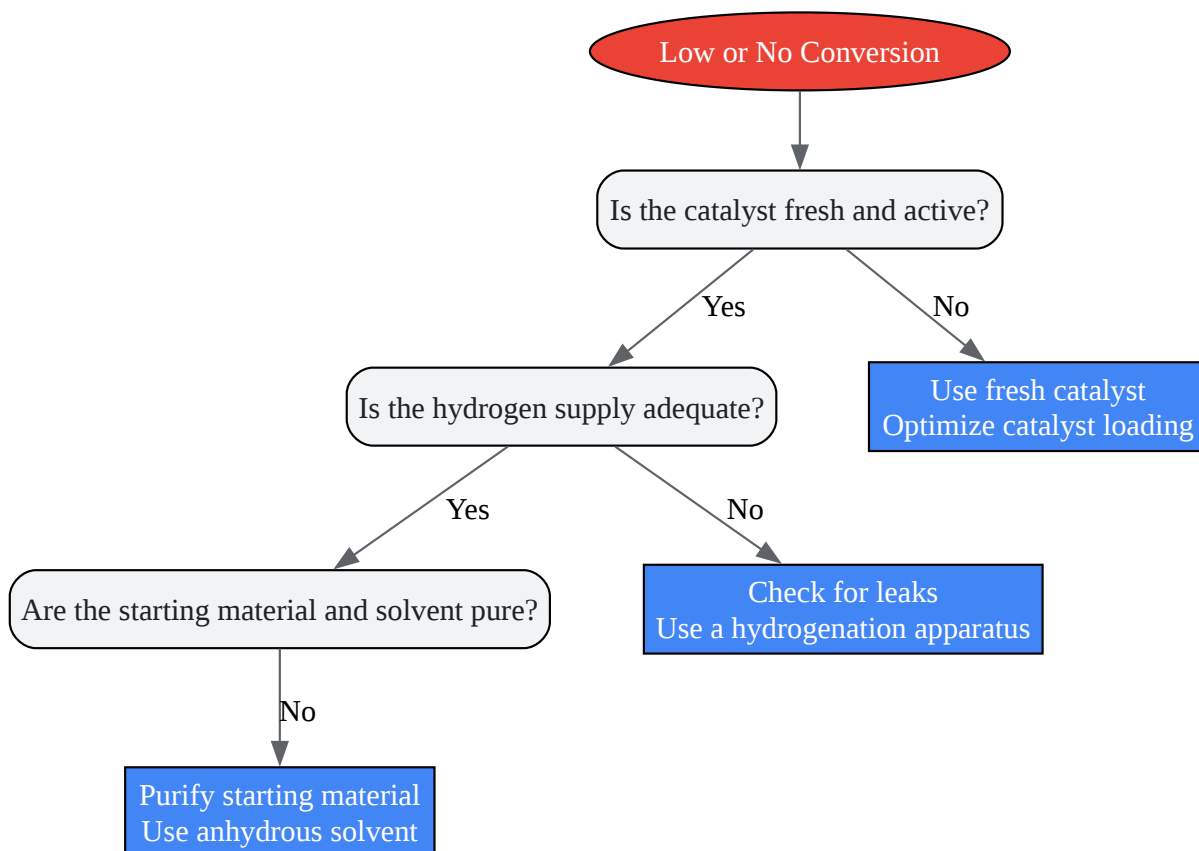 Low or No Conversion
Is the catalyst fresh and active?
Yes
No
Use fresh catalyst
Optimize catalyst loading
Is the hydrogen supply adequate?
Yes
No
Check for leaks
Use a hydrogenation apparatus
Are the starting material and solvent pure?
No
Purify starting material
Use anhydrous solvent